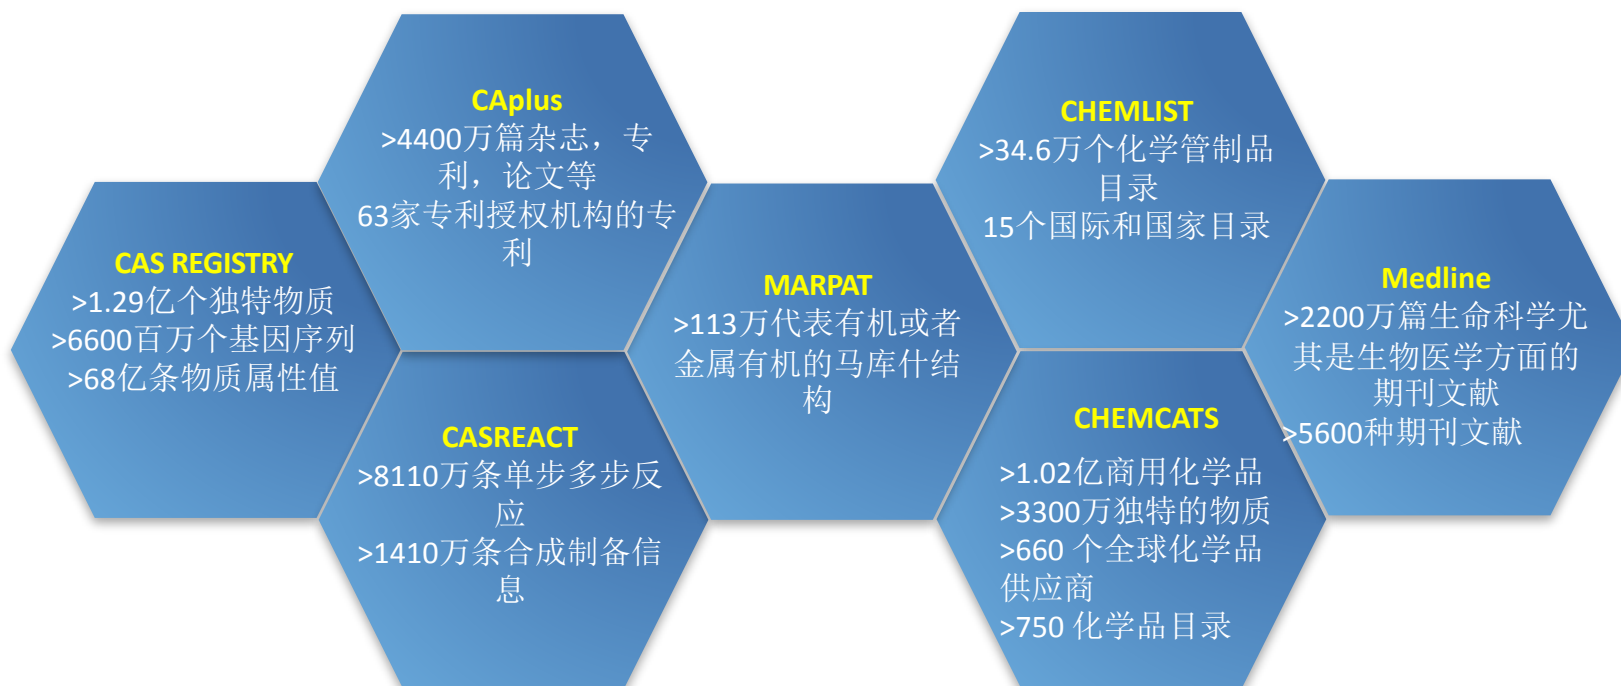 CAS REGISTRY
>1.29亿个独特物质
>6600百万个基因序列
>68亿条物质属性值
CAplus
>4400万篇杂志，专
利，论文等
63家专利授权机构的专
利
CASREACT
>8110万条单步多步反
应
>1410万条合成制备信
息
MARPAT
>113万代表有机或者
金属有机的马库什结
构
CHEMLIST
>34.6万个化学管制品
目录
15个国际和国家目录
CHEMCATS
>1.02亿商用化学品
>3300万独特的物质
>660 个全球化学品
供应商
>750 化学品目录
Medline
>2200万篇生命科学尤
其是生物医学方面的
期刊文献
>5600种期刊文献